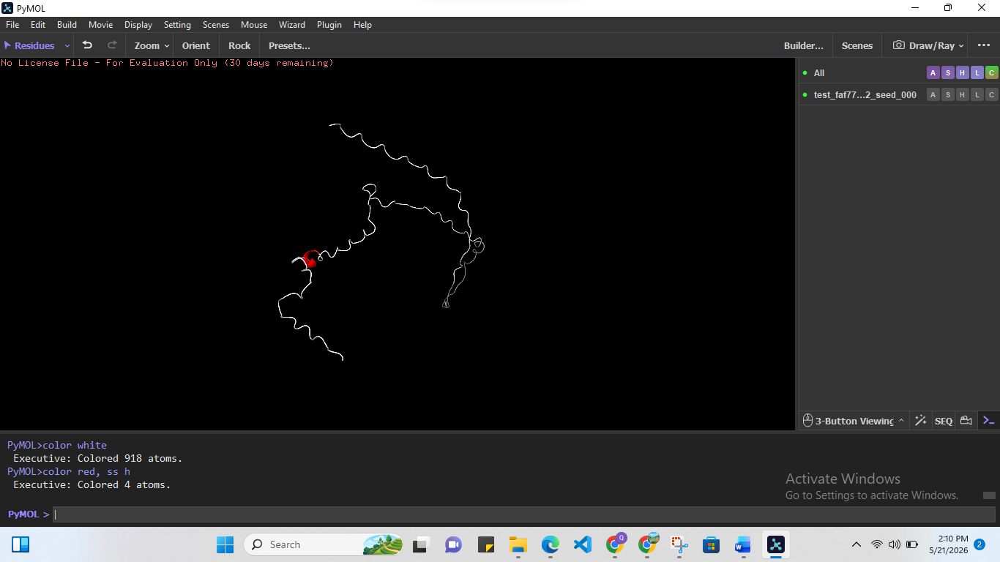 PyMOL
File Edit Build Movie Display Setting Scenes Mouse Wizard Plugin Help
Residues Zoom Orient Rock Presets... Builder... Scenes Draw/Ray
No License File - For Evaluation Only (30 days remaining)
All A S H L C
test_faf77...2_seed_000 A S H L C
3-Button Viewing SEQ
PyMOL>color white
Executive: Colored 918 atoms.
PyMOL>color red, ss h
Executive: Colored 4 atoms.
Activate Windows
Go to Settings to activate Windows.
PyMOL >
Search
Q
2:10 PM
5/21/2026
2